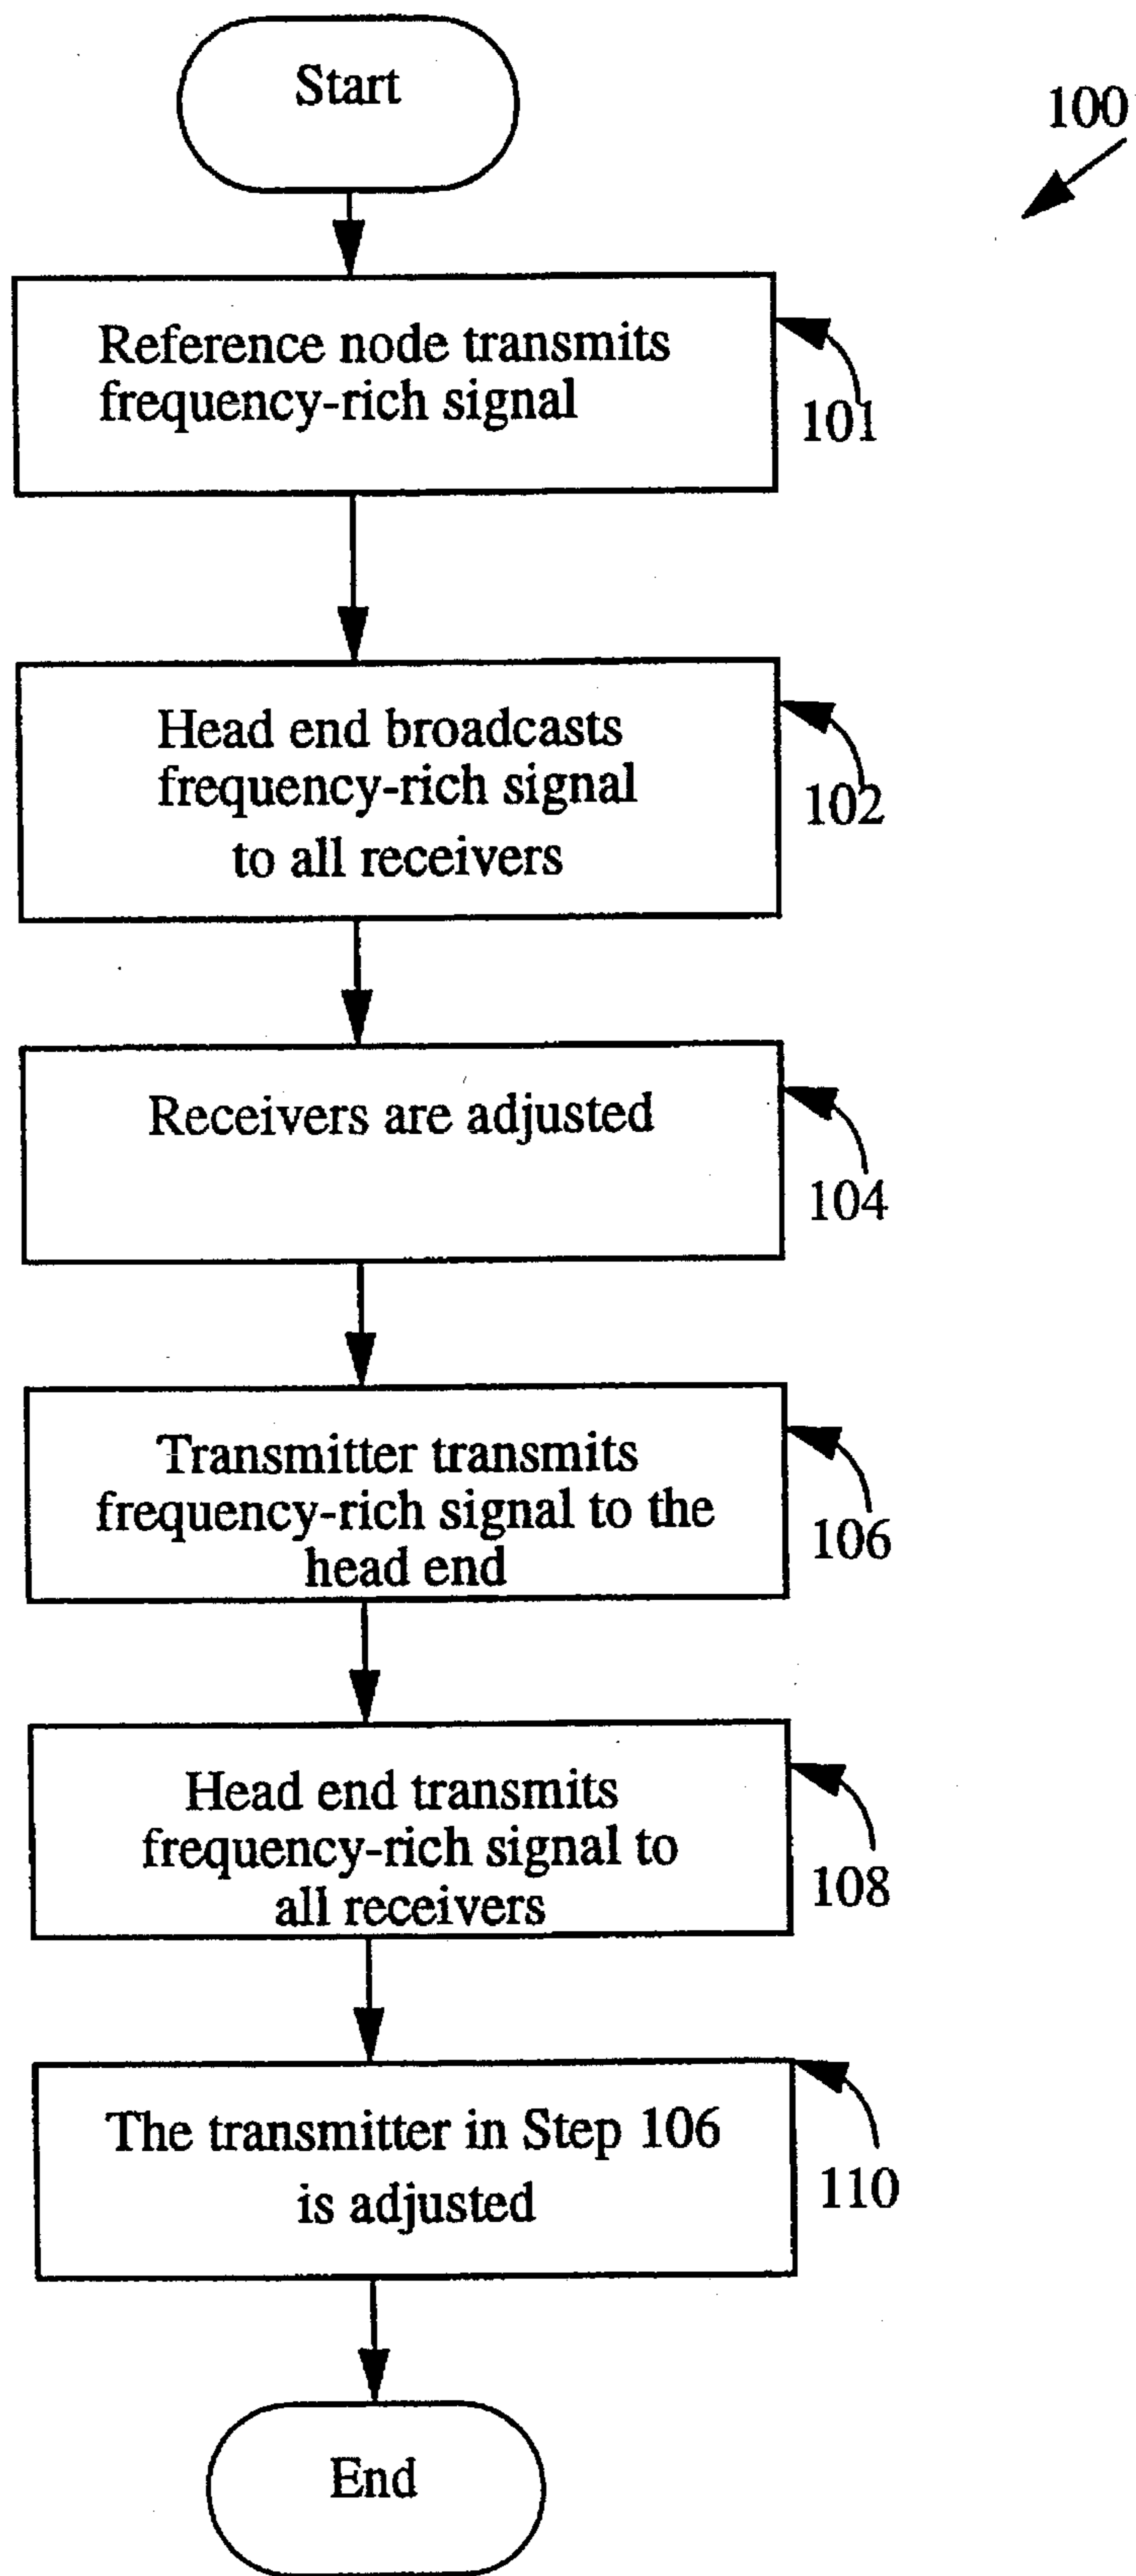 Start
100
Reference node transmits
frequency-rich signal
101
Head end broadcasts
frequency-rich signal
to all receivers
102
Receivers are adjusted
104
Transmitter transmits
frequency-rich signal to the
head end
106
Head end transmits
frequency-rich signal to
all receivers
108
The transmitter in Step 106
is adjusted
110
End